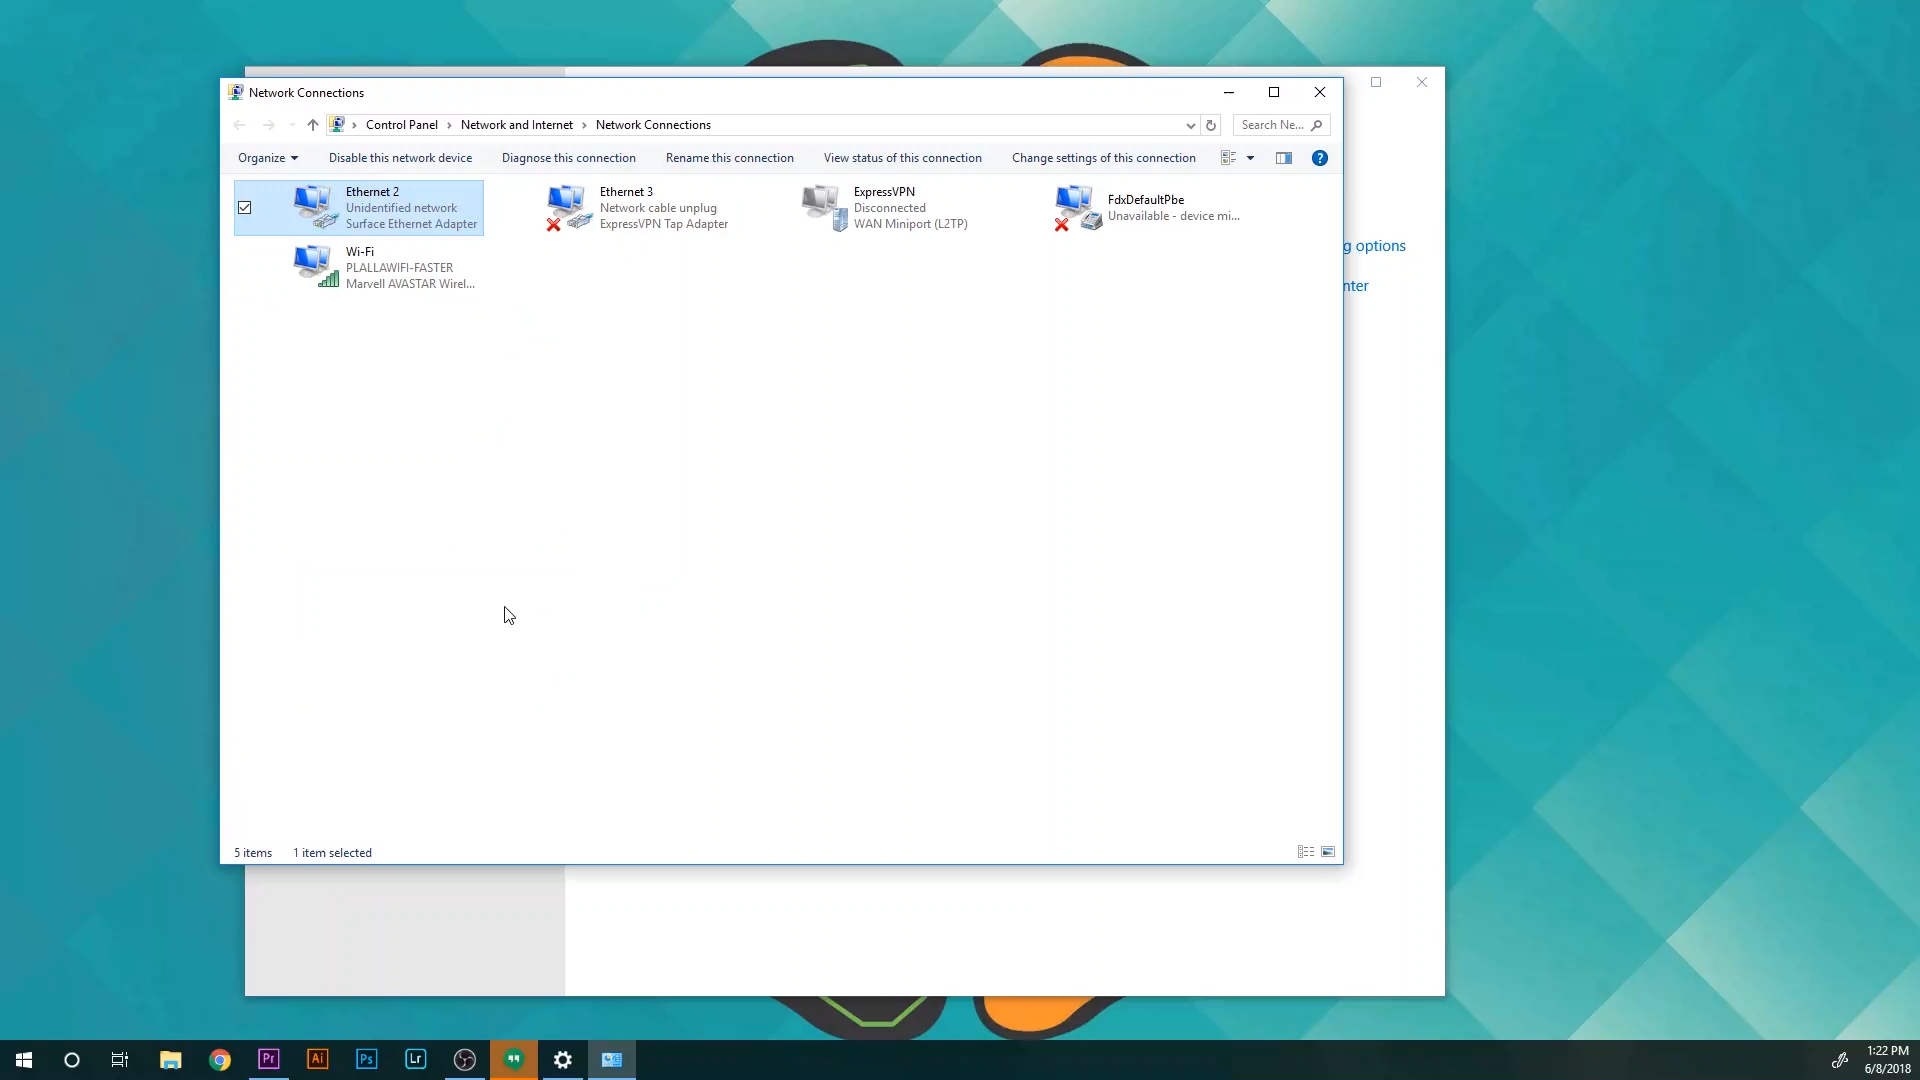 Network Connections
Control Panel
Network and Internet
Network Connections
Search Ne...
Organize
Disable this network device
Diagnose this connection
Rename this connection
View status of this connection
Change settings of this connection
Ethernet 2
Unidentified network
Surface Ethernet Adapter
Ethernet 3
Network cable unplug
ExpressVPN Tap Adapter
ExpressVPN
Disconnected
WAN Miniport (L2TP)
FdxDefaultPbe
Unavailable - device mi...
Wi-Fi
PLALLAWIFI-FASTER
Marvell AVASTAR Wirel...
g options
nter
5 items
1 item selected
Pr
Ai
Ps
Lr
1:22 PM
6/8/2018